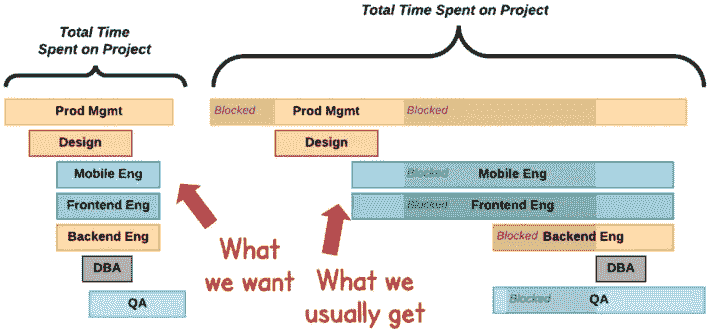 Total Time
Spent on Project
Total Time Spent on Project
Prod Mgmt
Design
Mobile Eng
Frontend Eng
Backend Eng
DBA
QA
What
we want
Blocked Prod Mgmt Blocked
Design
Blocked Mobile Eng
Blocked Frontend Eng
Blocked Backend Eng
DBA
Blocked QA
What we
usually get